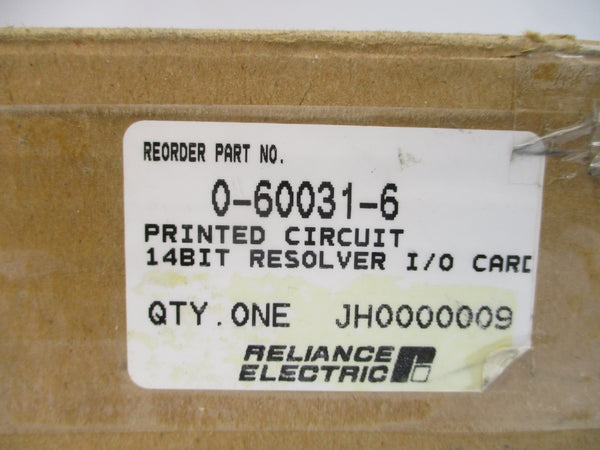 REORDER PART NO.
0-60031-6
PRINTED CIRCUIT
14BIT RESOLVER I/O CARD
QTY. ONE JH0000009
RELIANCE
ELECTRIC